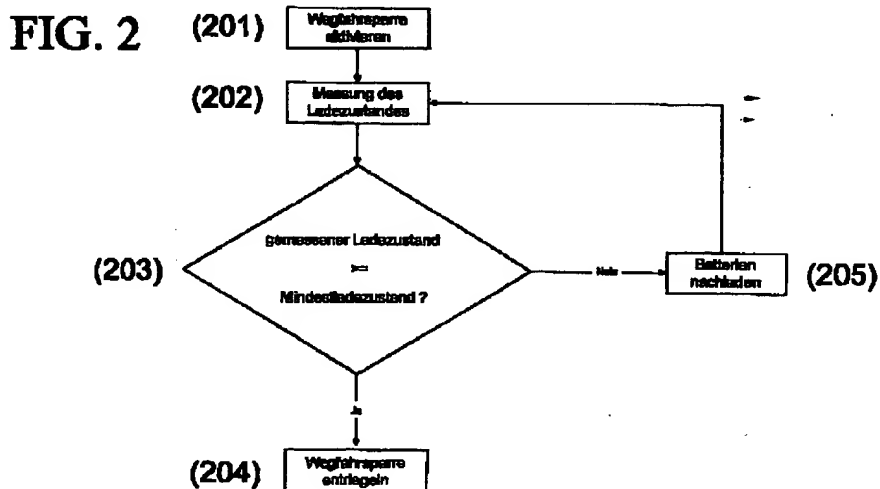 FIG. 2
(201)
Wegfahrsperre
aktivieren
(202)
Messung des
Ladezustandes
(203)
gemessener Ladezustand
>=
Mindestladezustand ?
Nein
Batterien
nachladen
(205)
Ja
(204)
Wegfahrsperre
entriegeln